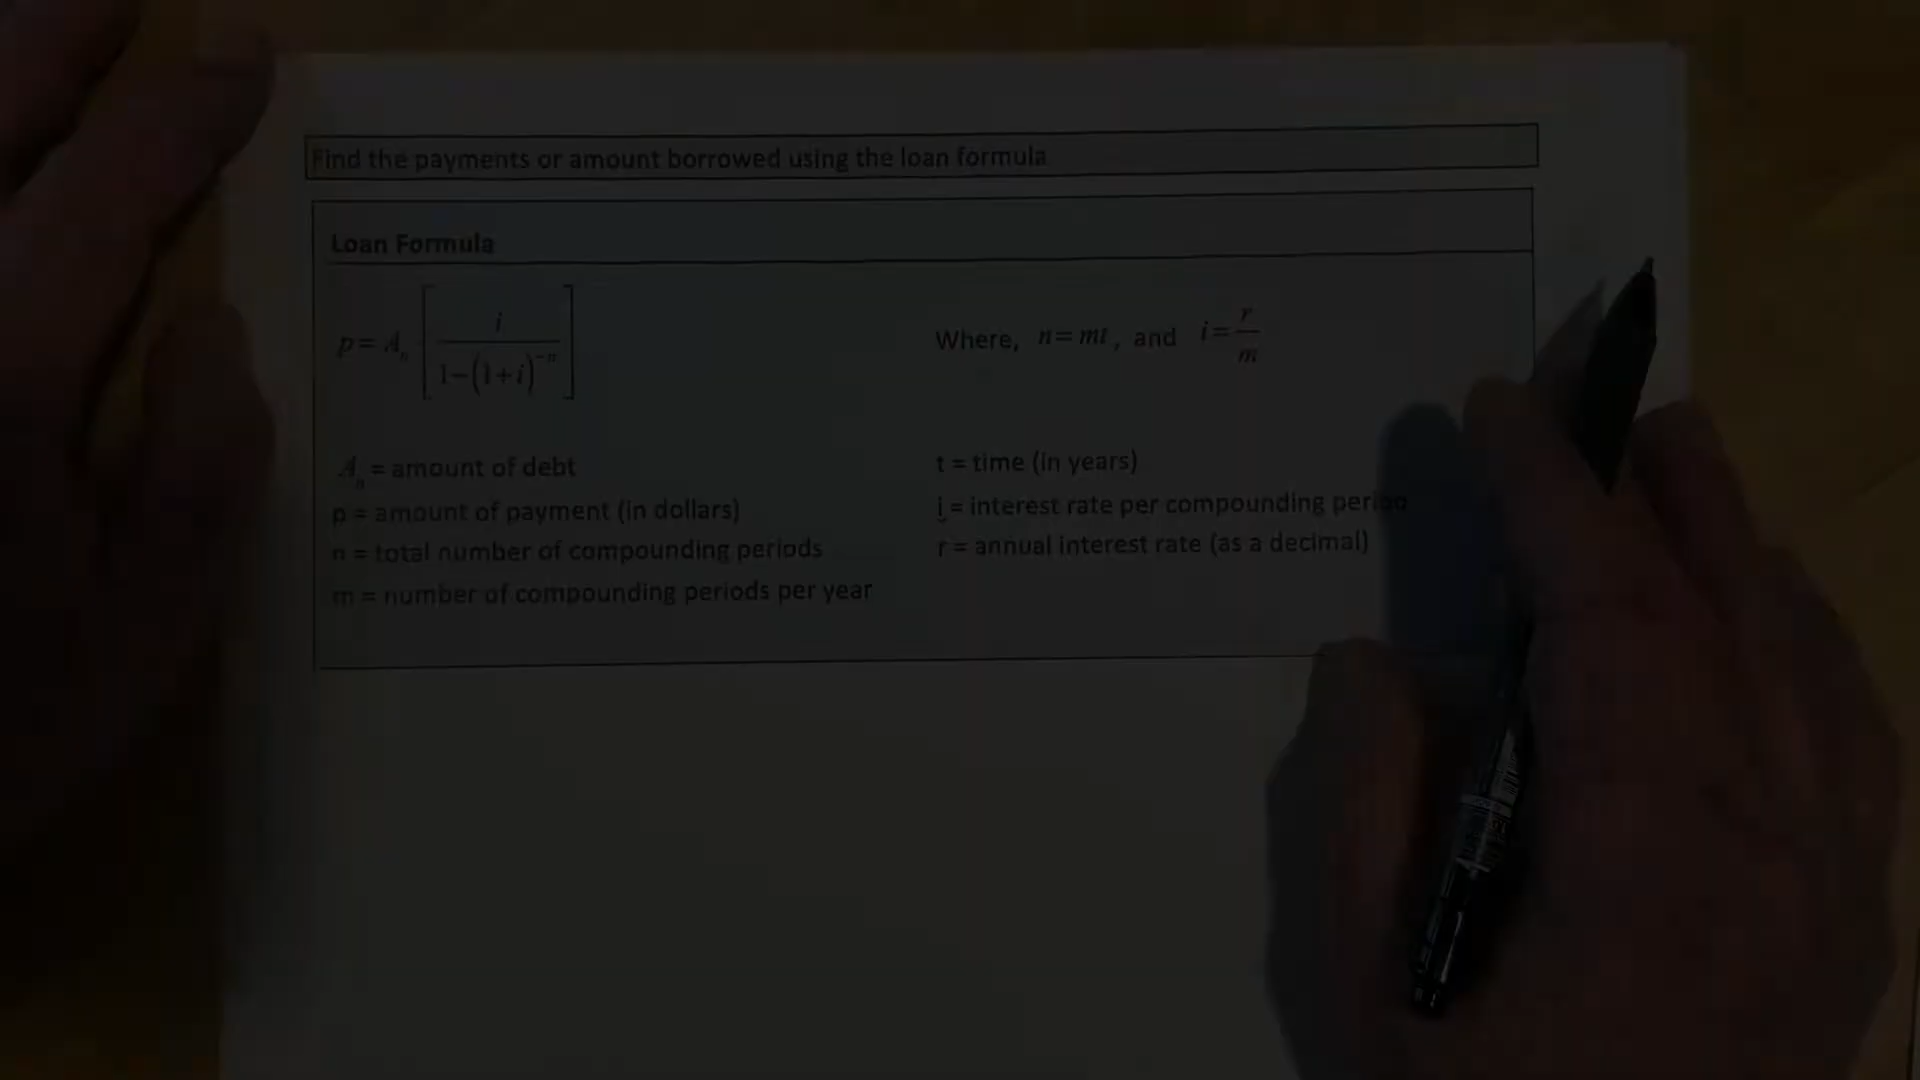 Find the payments or amount borrowed using the loan formula
Loan Formula
p = Aₙ [ i / (1-(1+i)⁻ⁿ) ]
Where, n = mt, and i = r/m
Aₙ = amount of debt
p = amount of payment (in dollars)
n = total number of compounding periods
m = number of compounding periods per year
t = time (in years)
i = interest rate per compounding period
r = annual interest rate (as a decimal)